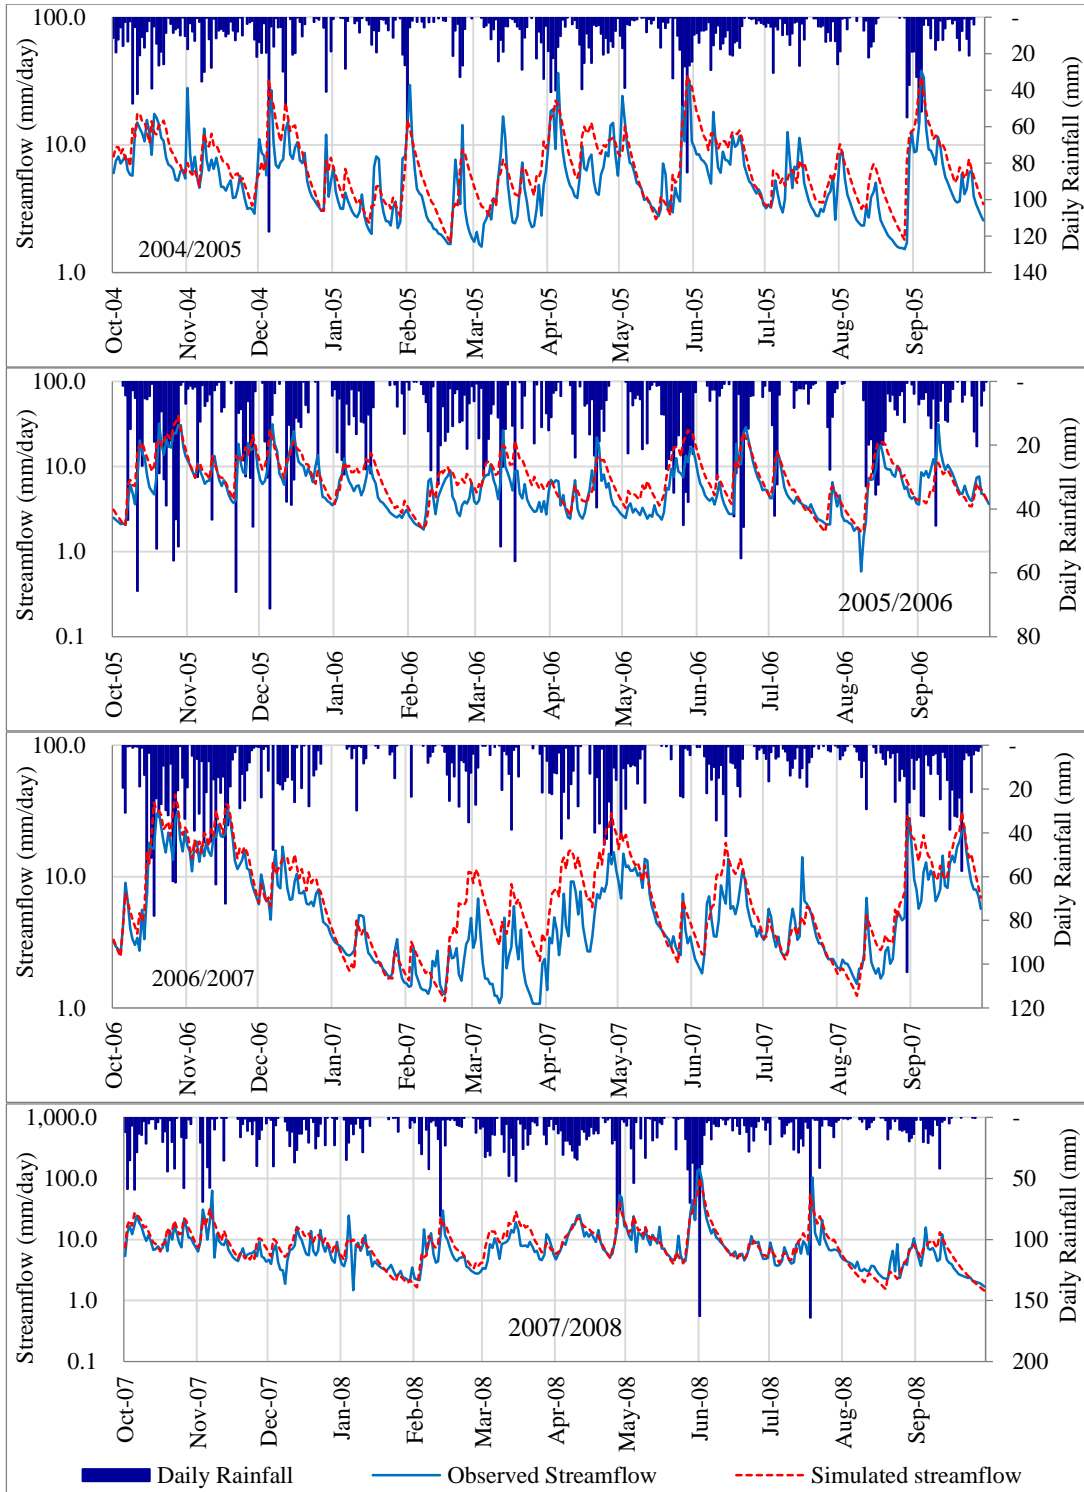 100.0
10.0
1.0
Streamflow (mm/day)
2004/2005
-
20
40
60
80
100
120
140
Daily Rainfall (mm)
Oct-04
Nov-04
Dec-04
Jan-05
Feb-05
Mar-05
Apr-05
May-05
Jun-05
Jul-05
Aug-05
Sep-05
100.0
10.0
1.0
0.1
Streamflow (mm/day)
2005/2006
-
20
40
60
80
Daily Rainfall (mm)
Oct-05
Nov-05
Dec-05
Jan-06
Feb-06
Mar-06
Apr-06
May-06
Jun-06
Jul-06
Aug-06
Sep-06
100.0
10.0
1.0
Streamflow (mm/day)
2006/2007
-
20
40
60
80
100
120
Daily Rainfall (mm)
Oct-06
Nov-06
Dec-06
Jan-07
Feb-07
Mar-07
Apr-07
May-07
Jun-07
Jul-07
Aug-07
Sep-07
1,000.0
100.0
10.0
1.0
0.1
Streamflow (mm/day)
2007/2008
-
50
100
150
200
Daily Rainfall (mm)
Oct-07
Nov-07
Dec-07
Jan-08
Feb-08
Mar-08
Apr-08
May-08
Jun-08
Jul-08
Aug-08
Sep-08
Daily Rainfall
Observed Streamflow
Simulated streamflow